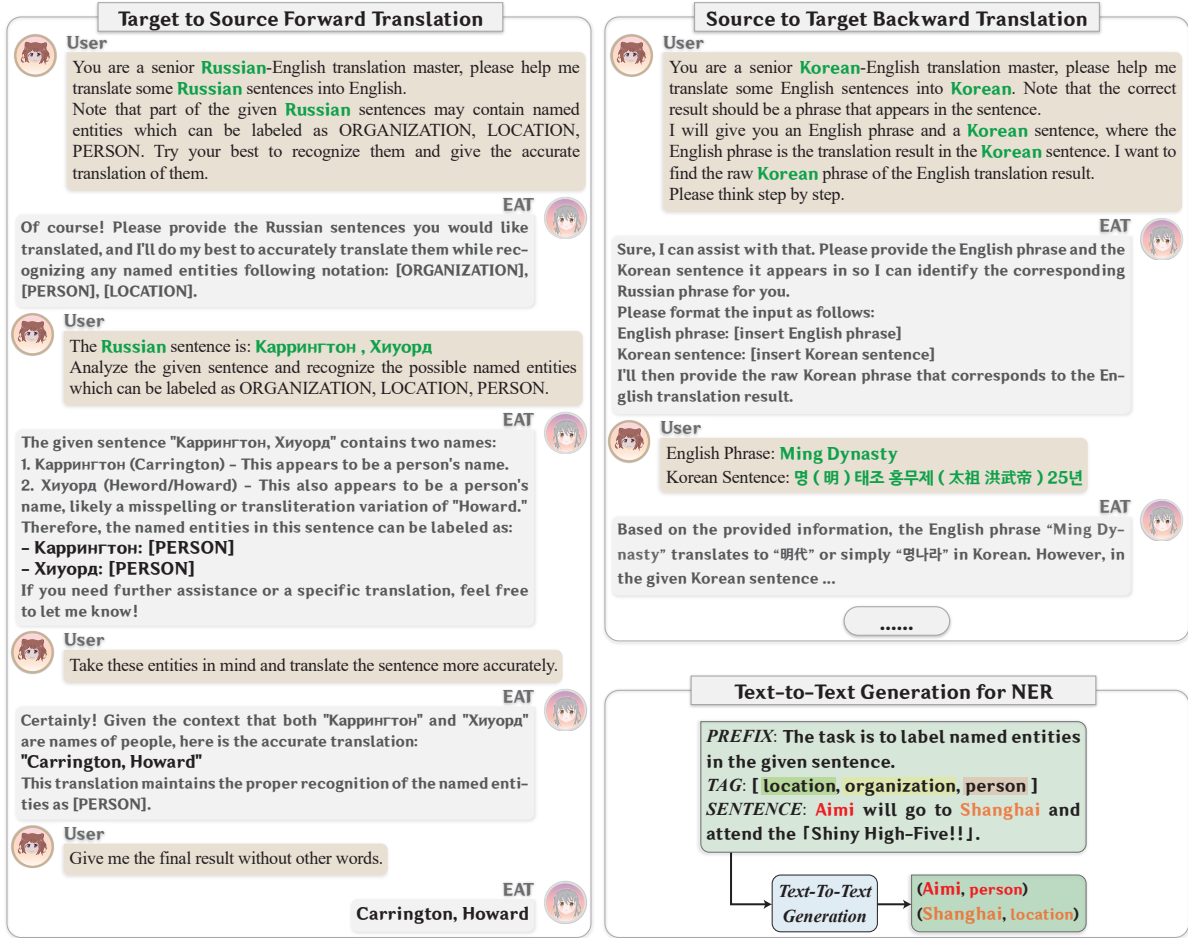 Target to Source Forward Translation
User
You are a senior Russian-English translation master, please help me
translate some Russian sentences into English.
Note that part of the given Russian sentences may contain named
entities which can be labeled as ORGANIZATION, LOCATION,
PERSON. Try your best to recognize them and give the accurate
translation of them.
EAT
Of course! Please provide the Russian sentences you would like
translated, and I'll do my best to accurately translate them while rec-
ognizing any named entities following notation: [ORGANIZATION],
[PERSON], [LOCATION].
User
The Russian sentence is: Каррингтон , Хиуорд
Analyze the given sentence and recognize the possible named entities
which can be labeled as ORGANIZATION, LOCATION, PERSON.
EAT
The given sentence "Каррингтон, Хиуорд" contains two names:
1. Каррингтон (Carrington) – This appears to be a person's name.
2. Хиуорд (Heword/Howard) – This also appears to be a person's
name, likely a misspelling or transliteration variation of "Howard."
Therefore, the named entities in this sentence can be labeled as:
– Каррингтон: [PERSON]
– Хиуорд: [PERSON]
If you need further assistance or a specific translation, feel free
to let me know!
User
Take these entities in mind and translate the sentence more accurately.
EAT
Certainly! Given the context that both "Каррингтон" and "Хиуорд"
are names of people, here is the accurate translation:
"Carrington, Howard"
This translation maintains the proper recognition of the named enti-
ties as [PERSON].
User
Give me the final result without other words.
EAT
Carrington, Howard
Source to Target Backward Translation
User
You are a senior Korean-English translation master, please help me
translate some English sentences into Korean. Note that the correct
result should be a phrase that appears in the sentence.
I will give you an English phrase and a Korean sentence, where the
English phrase is the translation result in the Korean sentence. I want to
find the raw Korean phrase of the English translation result.
Please think step by step.
EAT
Sure, I can assist with that. Please provide the English phrase and the
Korean sentence it appears in so I can identify the corresponding
Russian phrase for you.
Please format the input as follows:
English phrase: [insert English phrase]
Korean sentence: [insert Korean sentence]
I'll then provide the raw Korean phrase that corresponds to the En-
glish translation result.
User
English Phrase: Ming Dynasty
Korean Sentence: 명 ( 明 ) 태조 홍무제 ( 太祖 洪武帝 ) 25년
EAT
Based on the provided information, the English phrase “Ming Dy-
nasty” translates to “明代” or simply “명나라” in Korean. However, in
the given Korean sentence ...
......
Text-to-Text Generation for NER
PREFIX: The task is to label named entities
in the given sentence.
TAG: [ location, organization, person ]
SENTENCE: Aimi will go to Shanghai and
attend the「Shiny High-Five!!」.
Text-To-Text
Generation
(Aimi, person)
(Shanghai, location)